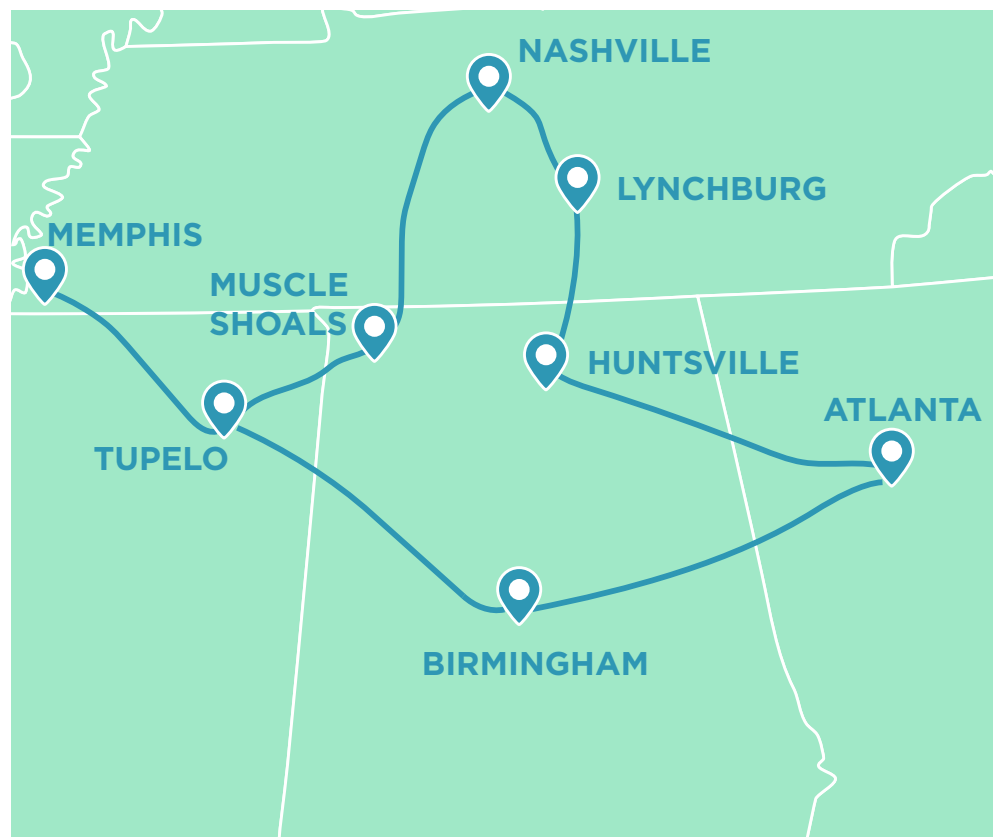 NASHVILLE
LYNCHBURG
MEMPHIS
MUSCLE
SHOALS
HUNTSVILLE
ATLANTA
TUPELO
BIRMINGHAM